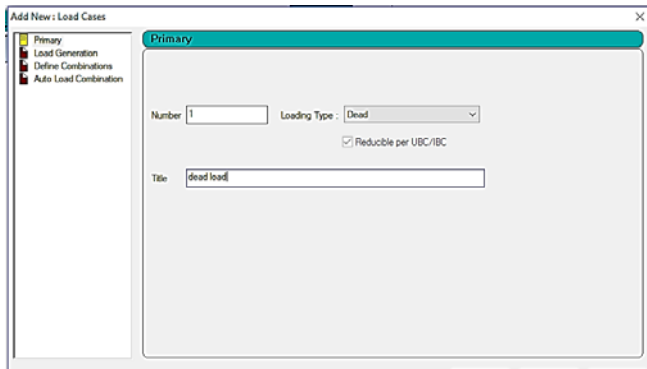 Add New : Load Cases
Primary
Load Generation
Define Combinations
Auto Load Combination
Primary
Number 1 Loading Type : Dead
Reducible per UBC/IBC
Title dead load